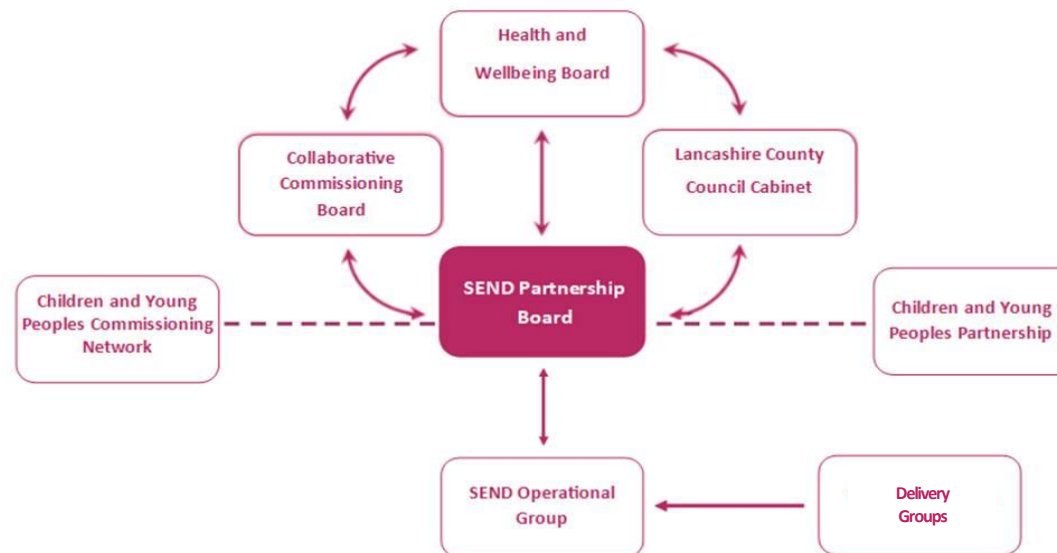 Health and
Wellbeing Board
Collaborative
Commissioning
Board
Lancashire County
Council Cabinet
SEND Partnership
Board
Children and Young
Peoples Commissioning
Network
Children and Young
Peoples Partnership
SEND Operational
Group
Delivery
Groups